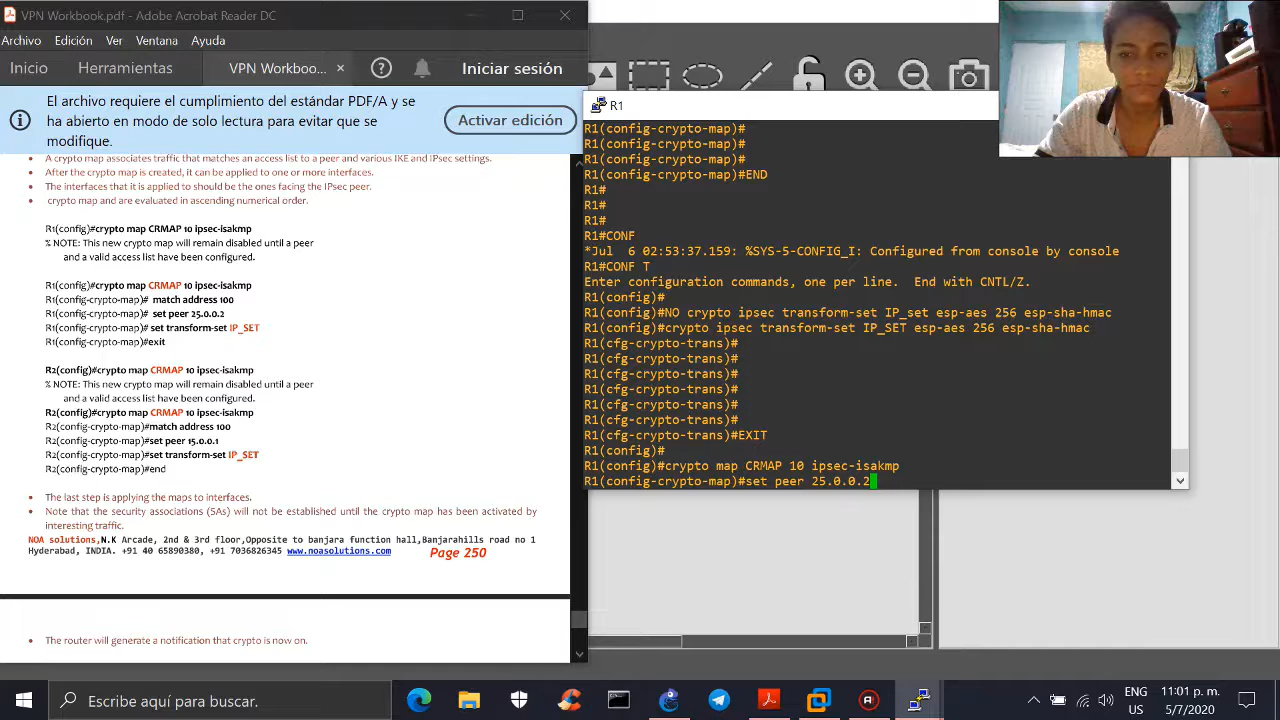 VPN Workbook.pdf - Adobe Acrobat Reader DC
Archivo Edición Ver Ventana Ayuda
Inicio Herramientas VPN Workboo... × Iniciar sesión
El archivo requiere el cumplimiento del estándar PDF/A y se
ha abierto en modo de solo lectura para evitar que se
modifique.
Activar edición
• A crypto map associates traffic that matches an access list to a peer and various IKE and IPsec settings.
• After the crypto map is created, it can be applied to one or more interfaces.
• The interfaces that it is applied to should be the ones facing the IPsec peer.
• crypto map and are evaluated in ascending numerical order.
R1(config)#crypto map CRMAP 10 ipsec-isakmp
% NOTE: This new crypto map will remain disabled until a peer
and a valid access list have been configured.
R1(config)#crypto map CRMAP 10 ipsec-isakmp
R1(config-crypto-map)# match address 100
R1(config-crypto-map)# set peer 25.0.0.2
R1(config-crypto-map)# set transform-set IP_SET
R1(config-crypto-map)#exit
R2(config)#crypto map CRMAP 10 ipsec-isakmp
% NOTE: This new crypto map will remain disabled until a peer
and a valid access list have been configured.
R2(config)#crypto map CRMAP 10 ipsec-isakmp
R2(config-crypto-map)#match address 100
R2(config-crypto-map)#set peer 15.0.0.1
R2(config-crypto-map)#set transform-set IP_SET
R2(config-crypto-map)#end
• The last step is applying the maps to interfaces.
• Note that the security associations (SAs) will not be established until the crypto map has been activated by
interesting traffic.
NOA solutions,N.K Arcade, 2nd & 3rd floor,Opposite to banjara function hall,Banjarahills road no 1
Hyderabad, INDIA. +91 40 65890380, +91 7036826345 www.noasolutions.com Page 250
• The router will generate a notification that crypto is now on.
R1
R1(config-crypto-map)#
R1(config-crypto-map)#
R1(config-crypto-map)#
R1(config-crypto-map)#END
R1#
R1#
R1#
R1#CONF
*Jul  6 02:53:37.159: %SYS-5-CONFIG_I: Configured from console by console
R1#CONF T
Enter configuration commands, one per line.  End with CNTL/Z.
R1(config)#
R1(config)#NO crypto ipsec transform-set IP_set esp-aes 256 esp-sha-hmac
R1(config)#crypto ipsec transform-set IP_SET esp-aes 256 esp-sha-hmac
R1(cfg-crypto-trans)#
R1(cfg-crypto-trans)#
R1(cfg-crypto-trans)#
R1(cfg-crypto-trans)#
R1(cfg-crypto-trans)#
R1(cfg-crypto-trans)#
R1(cfg-crypto-trans)#EXIT
R1(config)#
R1(config)#crypto map CRMAP 10 ipsec-isakmp
R1(config-crypto-map)#set peer 25.0.0.2
Escribe aquí para buscar.
ENG
US
11:01 p. m.
5/7/2020